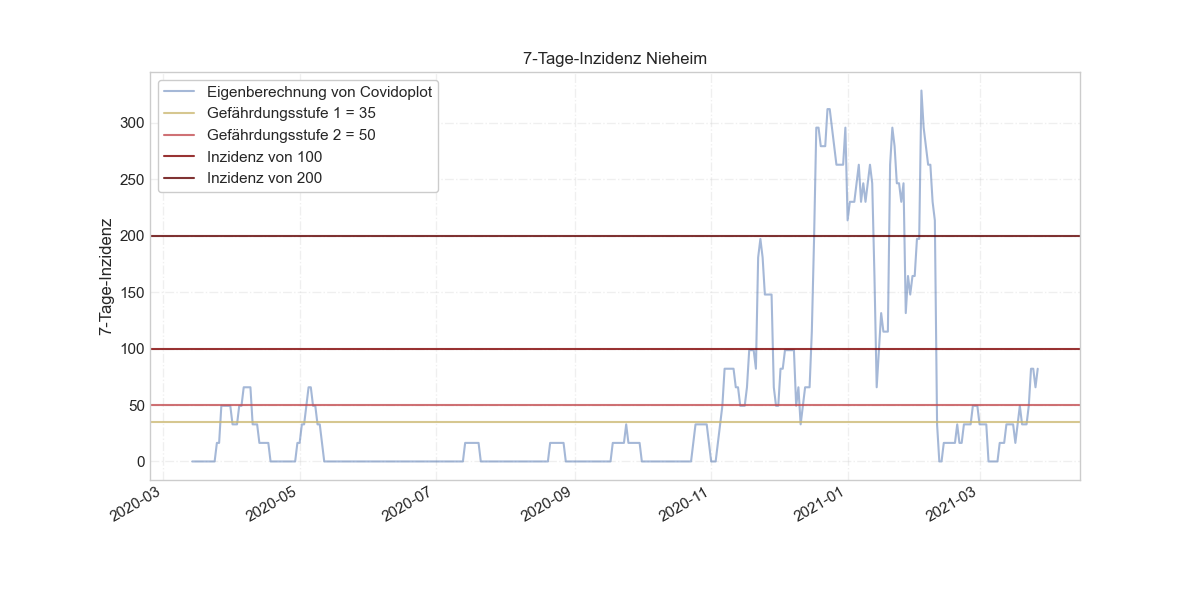 7-Tage-Inzidenz Nieheim
Eigenberechnung von Covidoplot
Gefährdungsstufe 1 = 35
Gefährdungsstufe 2 = 50
Inzidenz von 100
Inzidenz von 200
7-Tage-Inzidenz
300
250
200
150
100
50
0
2020-03
2020-05
2020-07
2020-09
2020-11
2021-01
2021-03